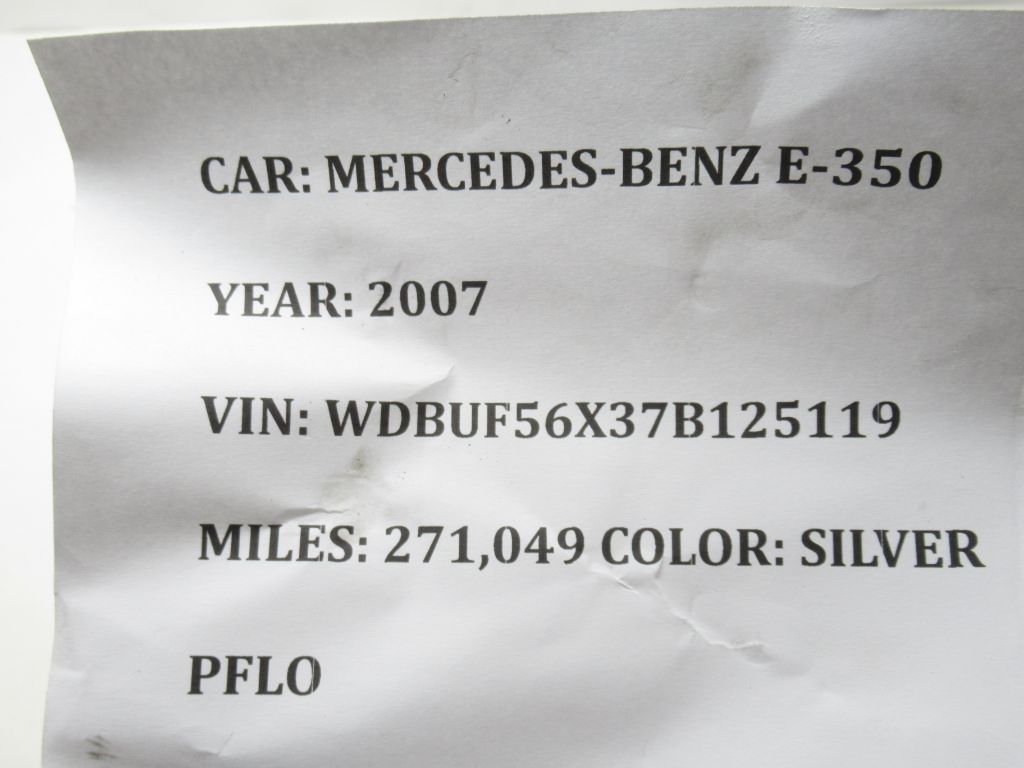 CAR: MERCEDES-BENZ E-350
YEAR: 2007
VIN: WDBUF56X37B125119
MILES: 271,049 COLOR: SILVER
PFLO